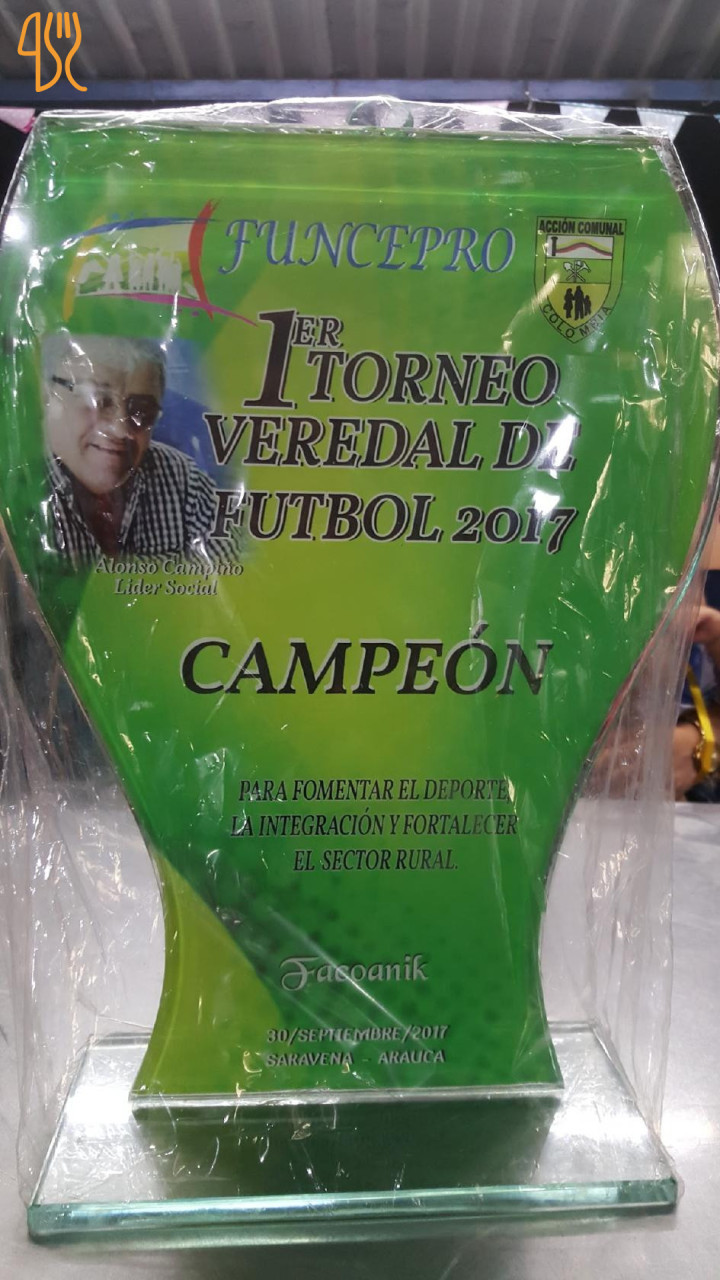 FUNCEPRO
ACCIÓN COMUNAL
COLOMBIA
1ER TORNEO
VEREDAL DE
FUTBOL 2017
Alonso Campiño
Lider Social
CAMPEÓN
PARA FOMENTAR EL DEPORTE,
LA INTEGRACIÓN Y FORTALECER
EL SECTOR RURAL.
Facoanik
30/SEPTIEMBRE/2017
SARAVENA - ARAUCA